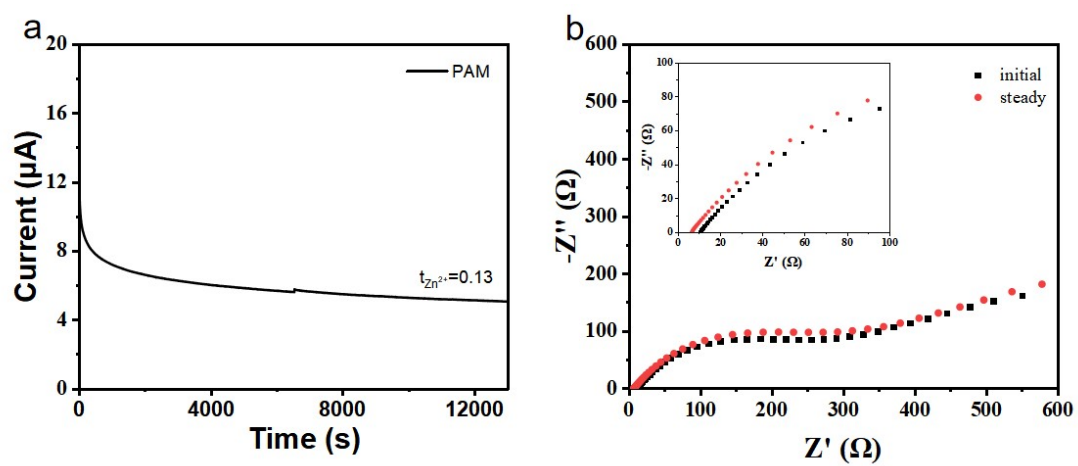 a
20
16
12
8
4
0
Current (μA)
PAM
t_Zn²⁺=0.13
0 4000 8000 12000
Time (s)
b
600
500
400
300
200
100
0
-Z'' (Ω)
initial
steady
100
80
60
40
20
0
-Z'' (Ω)
0 20 40 60 80 100
Z' (Ω)
0 100 200 300 400 500 600
Z' (Ω)